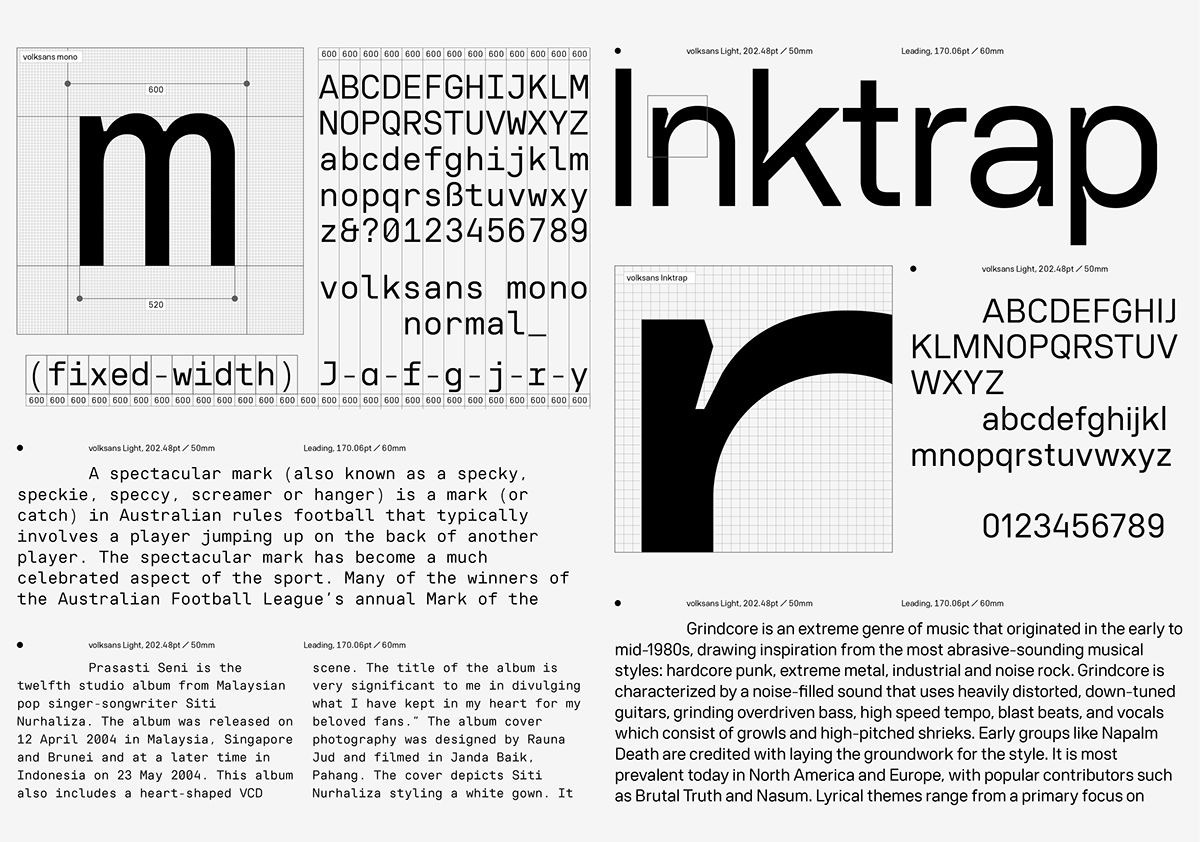 volksans mono
600
520
600 600 600 600 600 600 600 600 600 600 600 600 600
ABCDEFGHIJKLM
NOPQRSTUVWXYZ
abcdefghijklm
nopqrsßtuvwxy
z&?0123456789
volksans mono
normal_
(fixed-width) J-a-f-g-j-r-y
600 600 600 600 600 600 600 600 600 600 600 600 600 600 600 600 600 600 600 600 600 600 600 600 600 600 600
volksans Light, 202.48pt / 50mm Leading, 170.06pt / 60mm
A spectacular mark (also known as a specky,
speckie, speccy, screamer or hanger) is a mark (or
catch) in Australian rules football that typically
involves a player jumping up on the back of another
player. The spectacular mark has become a much
celebrated aspect of the sport. Many of the winners of
the Australian Football League's annual Mark of the
volksans Light, 202.48pt / 50mm Leading, 170.06pt / 60mm
Prasasti Seni is the
twelfth studio album from Malaysian
pop singer-songwriter Siti
Nurhaliza. The album was released on
12 April 2004 in Malaysia, Singapore
and Brunei and at a later time in
Indonesia on 23 May 2004. This album
also includes a heart-shaped VCD
scene. The title of the album is
very significant to me in divulging
what I have kept in my heart for my
beloved fans." The album cover
photography was designed by Rauna
Jud and filmed in Janda Baik,
Pahang. The cover depicts Siti
Nurhaliza styling a white gown. It
volksans Light, 202.48pt / 50mm Leading, 170.06pt / 60mm
Inktrap
volksans Inktrap
r
volksans Light, 202.48pt / 50mm
ABCDEFGHIJ
KLMNOPQRSTUV
WXYZ
abcdefghijkl
mnopqrstuvwxyz
0123456789
volksans Light, 202.48pt / 50mm Leading, 170.06pt / 60mm
Grindcore is an extreme genre of music that originated in the early to
mid-1980s, drawing inspiration from the most abrasive-sounding musical
styles: hardcore punk, extreme metal, industrial and noise rock. Grindcore is
characterized by a noise-filled sound that uses heavily distorted, down-tuned
guitars, grinding overdriven bass, high speed tempo, blast beats, and vocals
which consist of growls and high-pitched shrieks. Early groups like Napalm
Death are credited with laying the groundwork for the style. It is most
prevalent today in North America and Europe, with popular contributors such
as Brutal Truth and Nasum. Lyrical themes range from a primary focus on
m